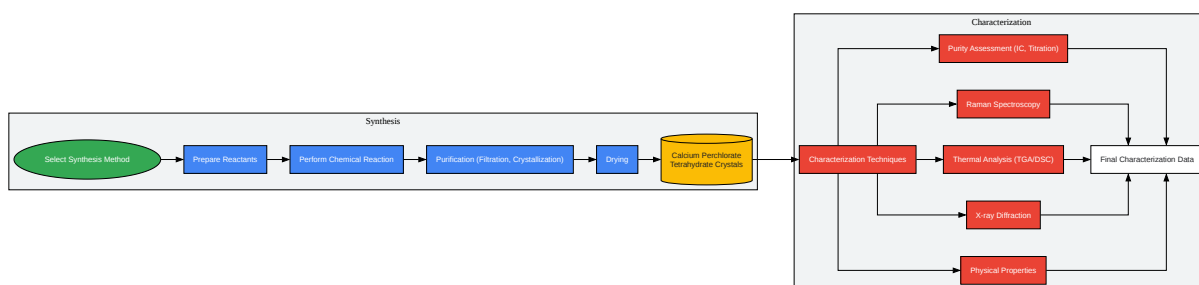 Characterization
Purity Assessment (IC, Titration)
Raman Spectroscopy
Synthesis
Select Synthesis Method
Prepare Reactants
Perform Chemical Reaction
Purification (Filtration, Crystallization)
Drying
Calcium Perchlorate
Tetrahydrate Crystals
Characterization Techniques
Thermal Analysis (TGA/DSC)
Final Characterization Data
X-ray Diffraction
Physical Properties